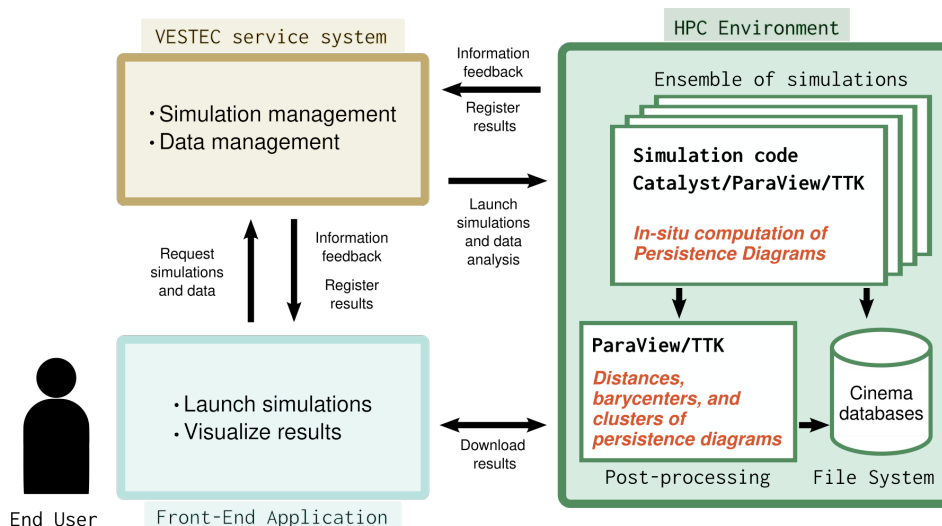 VESTEC service system
• Simulation management
• Data management
Information
feedback
Register
results
Launch
simulations
and data
analysis
Request
simulations
and data
Information
feedback
Register
results
HPC Environment
Ensemble of simulations
Simulation code
Catalyst/ParaView/TTK
In-situ computation of
Persistence Diagrams
ParaView/TTK
Distances,
barycenters, and
clusters of
persistence diagrams
Cinema
databases
Post-processing
File System
• Launch simulations
• Visualize results
Download
results
End User
Front-End Application